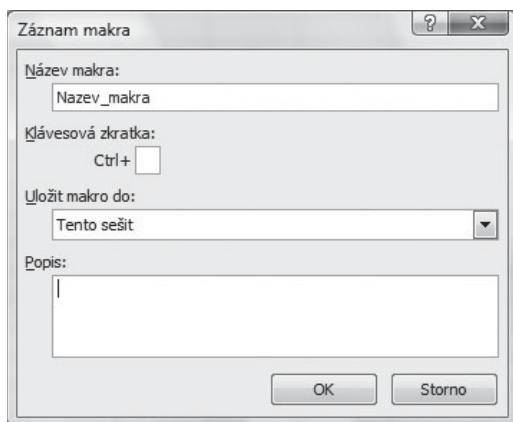 Záznam makra
Název makra:
Nazev_makra
Klávesová zkratka:
Ctrl+
Uložit makro do:
Tento sešit
Popis:
OK Storno